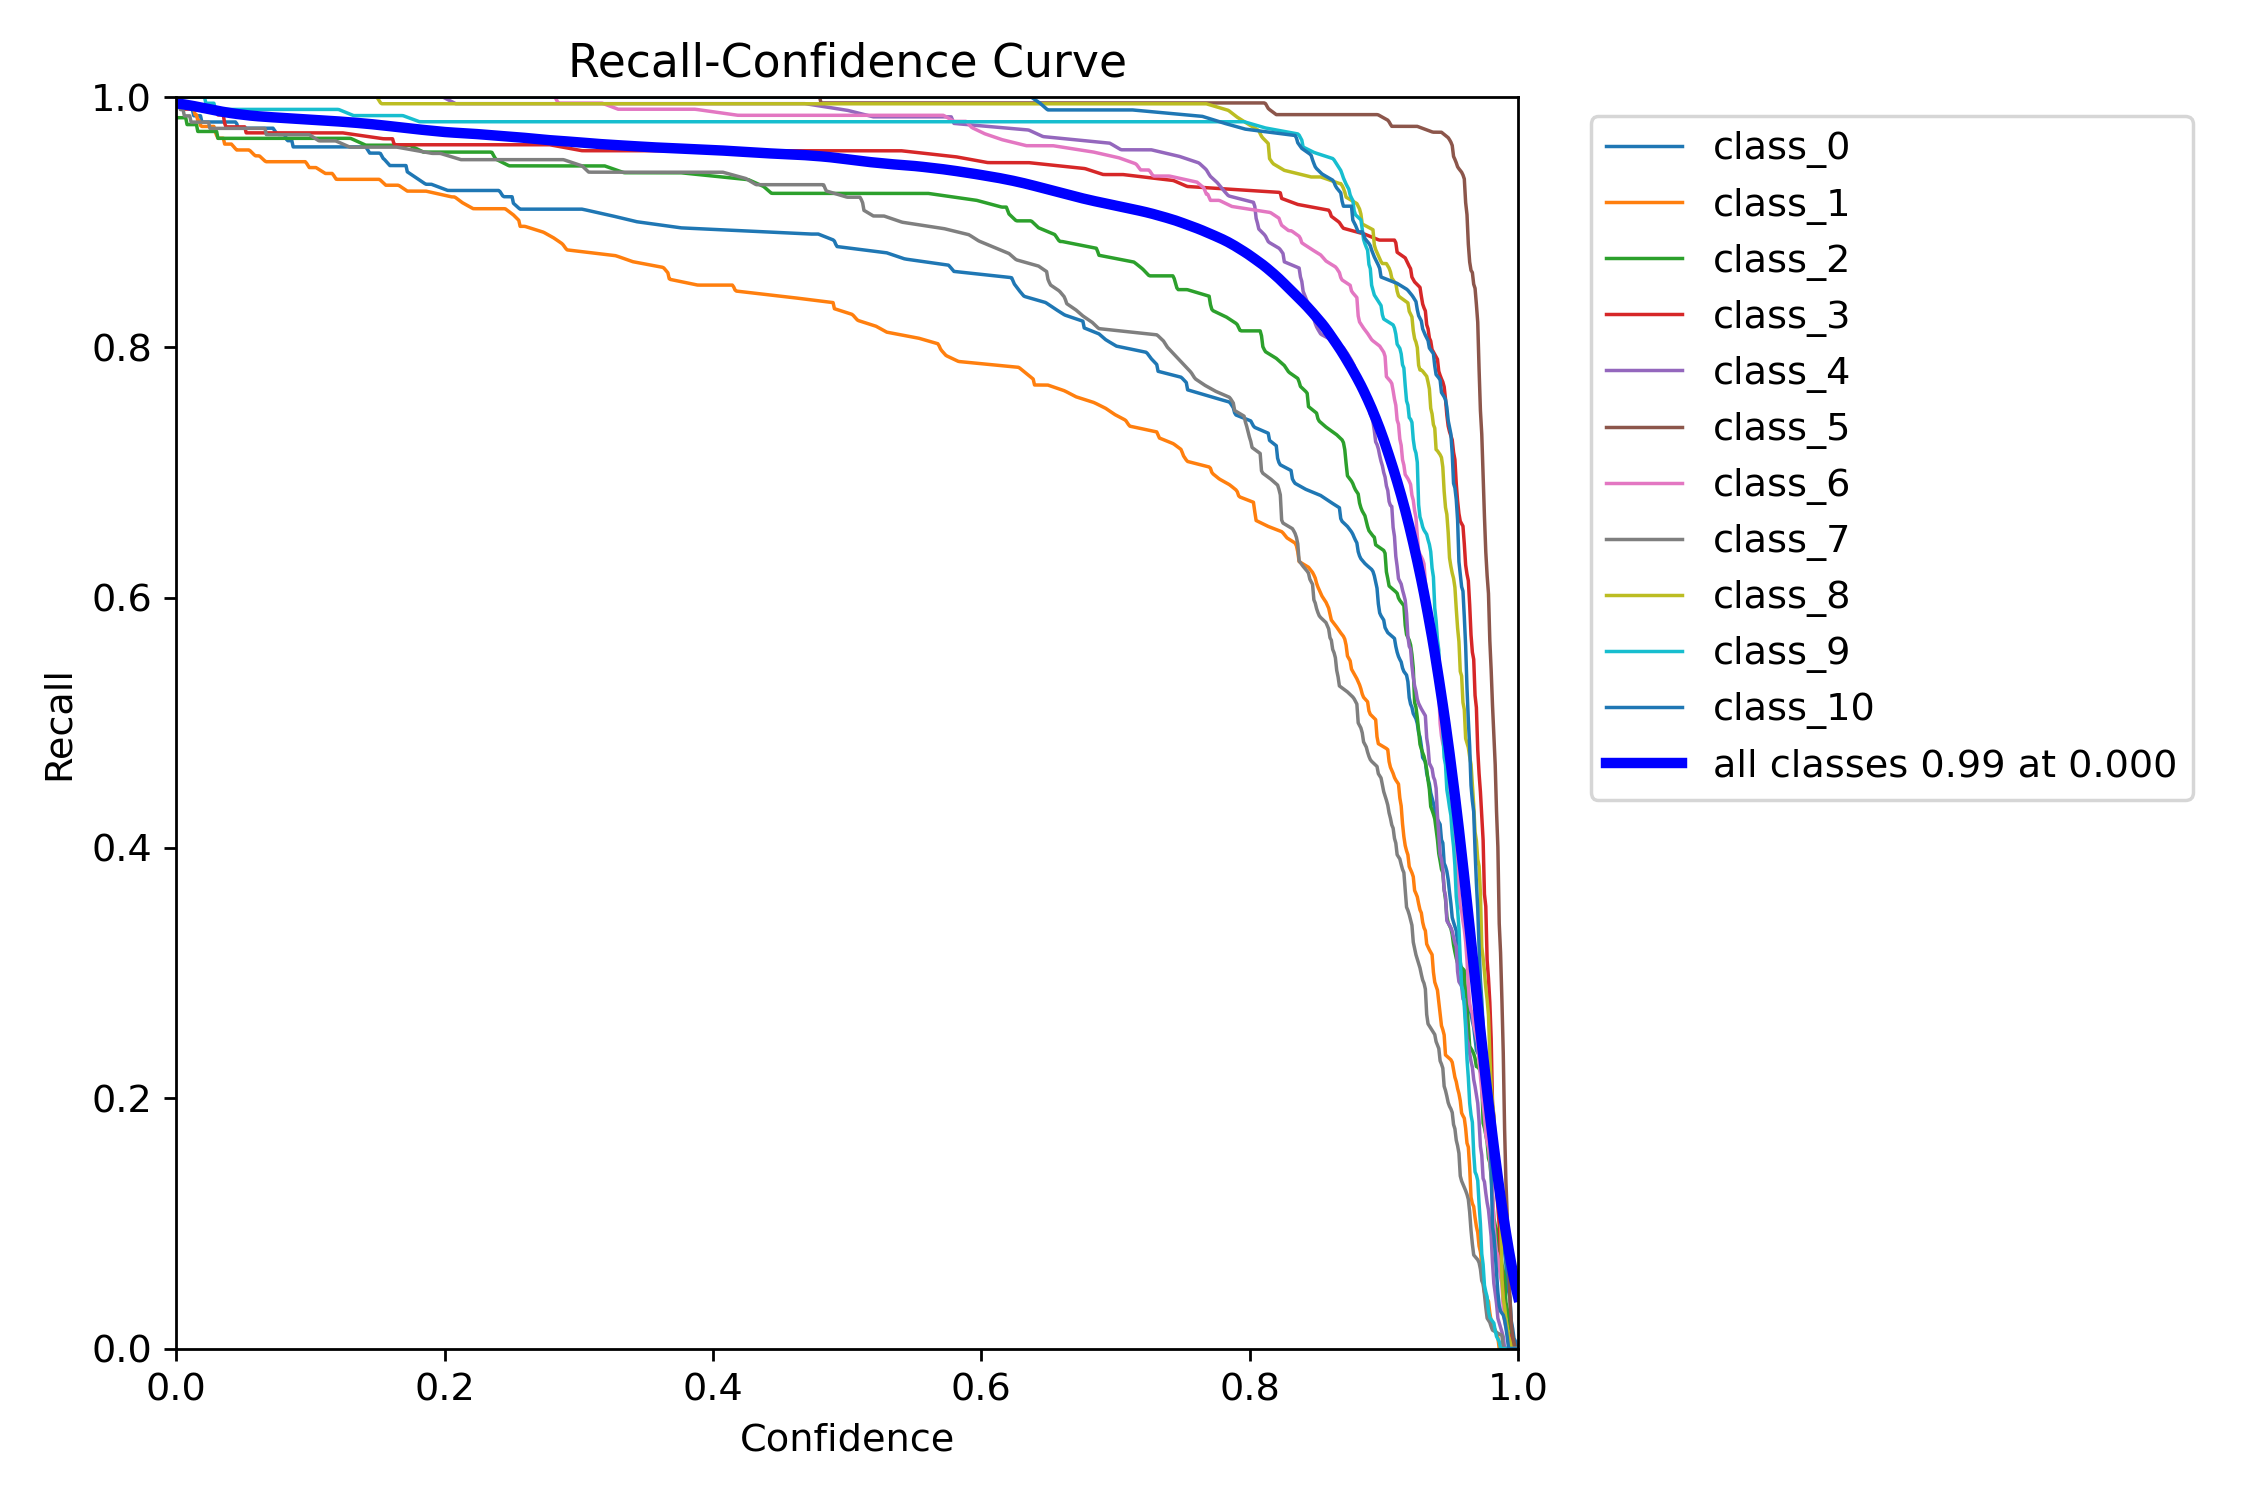 Recall-Confidence Curve
1.0
0.8
0.6
0.4
0.2
0.0
Recall
0.0 0.2 0.4 0.6 0.8 1.0
Confidence
class_0
class_1
class_2
class_3
class_4
class_5
class_6
class_7
class_8
class_9
class_10
all classes 0.99 at 0.000